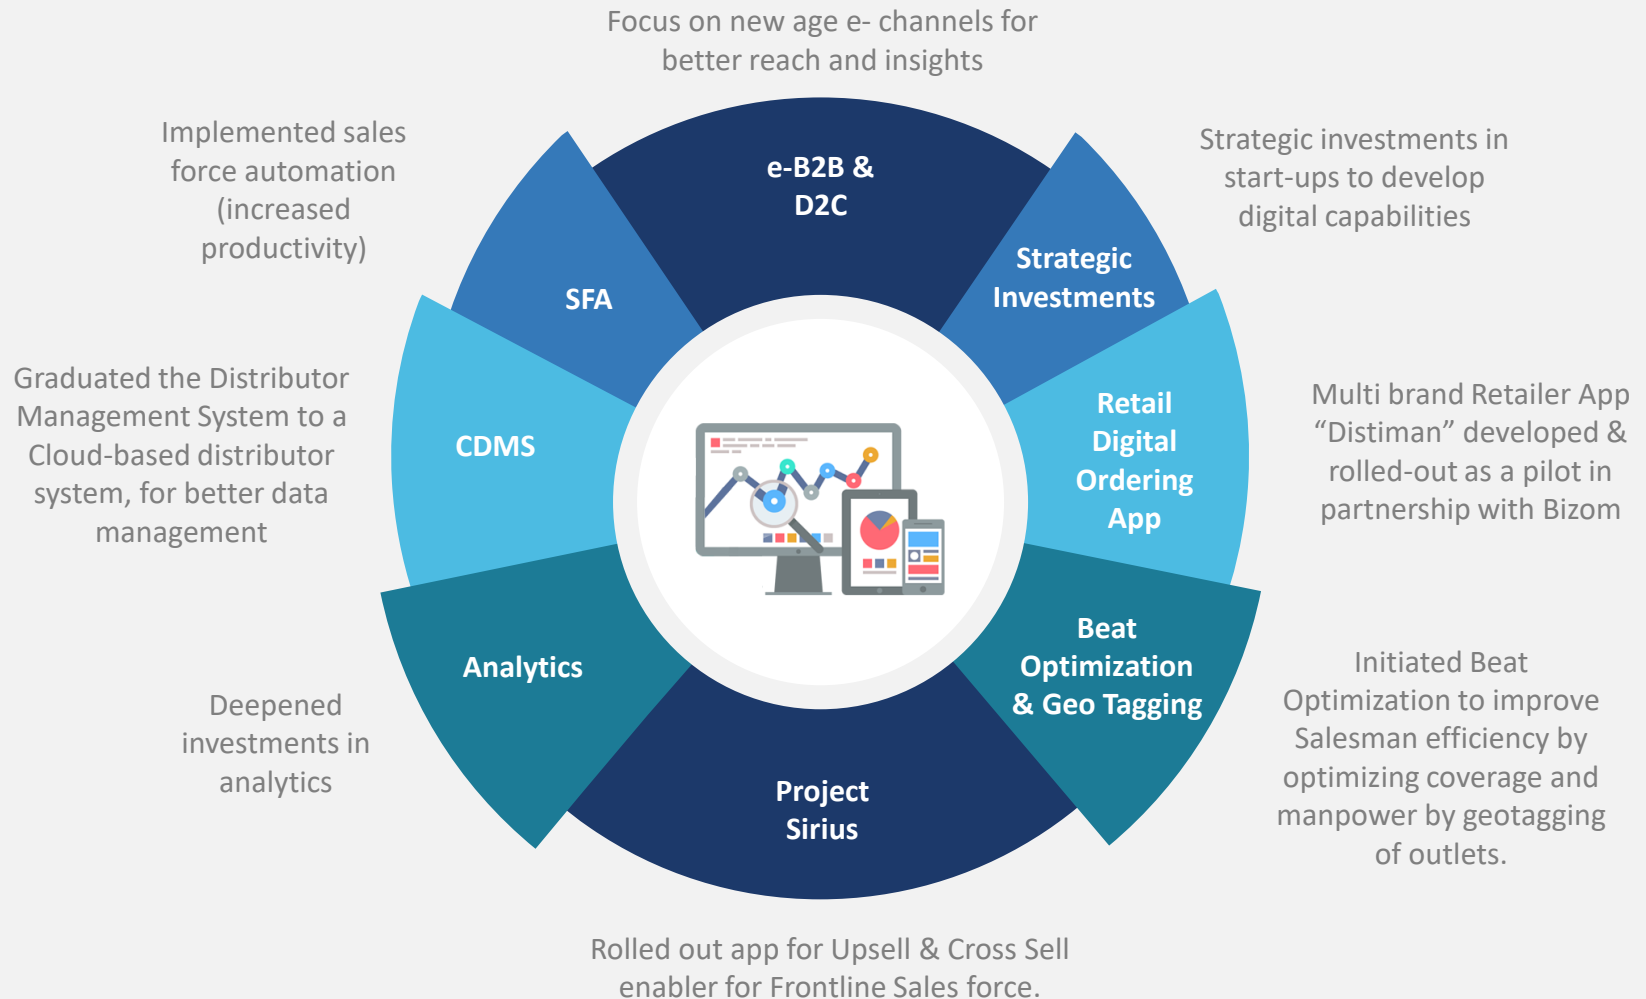 Focus on new age e- channels for
better reach and insights
e-B2B &
D2C
Strategic investments in
start-ups to develop
digital capabilities
Strategic
Investments
Multi brand Retailer App
“Distiman” developed &
rolled-out as a pilot in
partnership with Bizom
Retail
Digital
Ordering
App
Initiated Beat
Optimization to improve
Salesman efficiency by
optimizing coverage and
manpower by geotagging
of outlets.
Beat
Optimization
& Geo Tagging
Project
Sirius
Rolled out app for Upsell & Cross Sell
enabler for Frontline Sales force.
Analytics
Deepened
investments in
analytics
CDMS
Graduated the Distributor
Management System to a
Cloud-based distributor
system, for better data
management
SFA
Implemented sales
force automation
(increased
productivity)